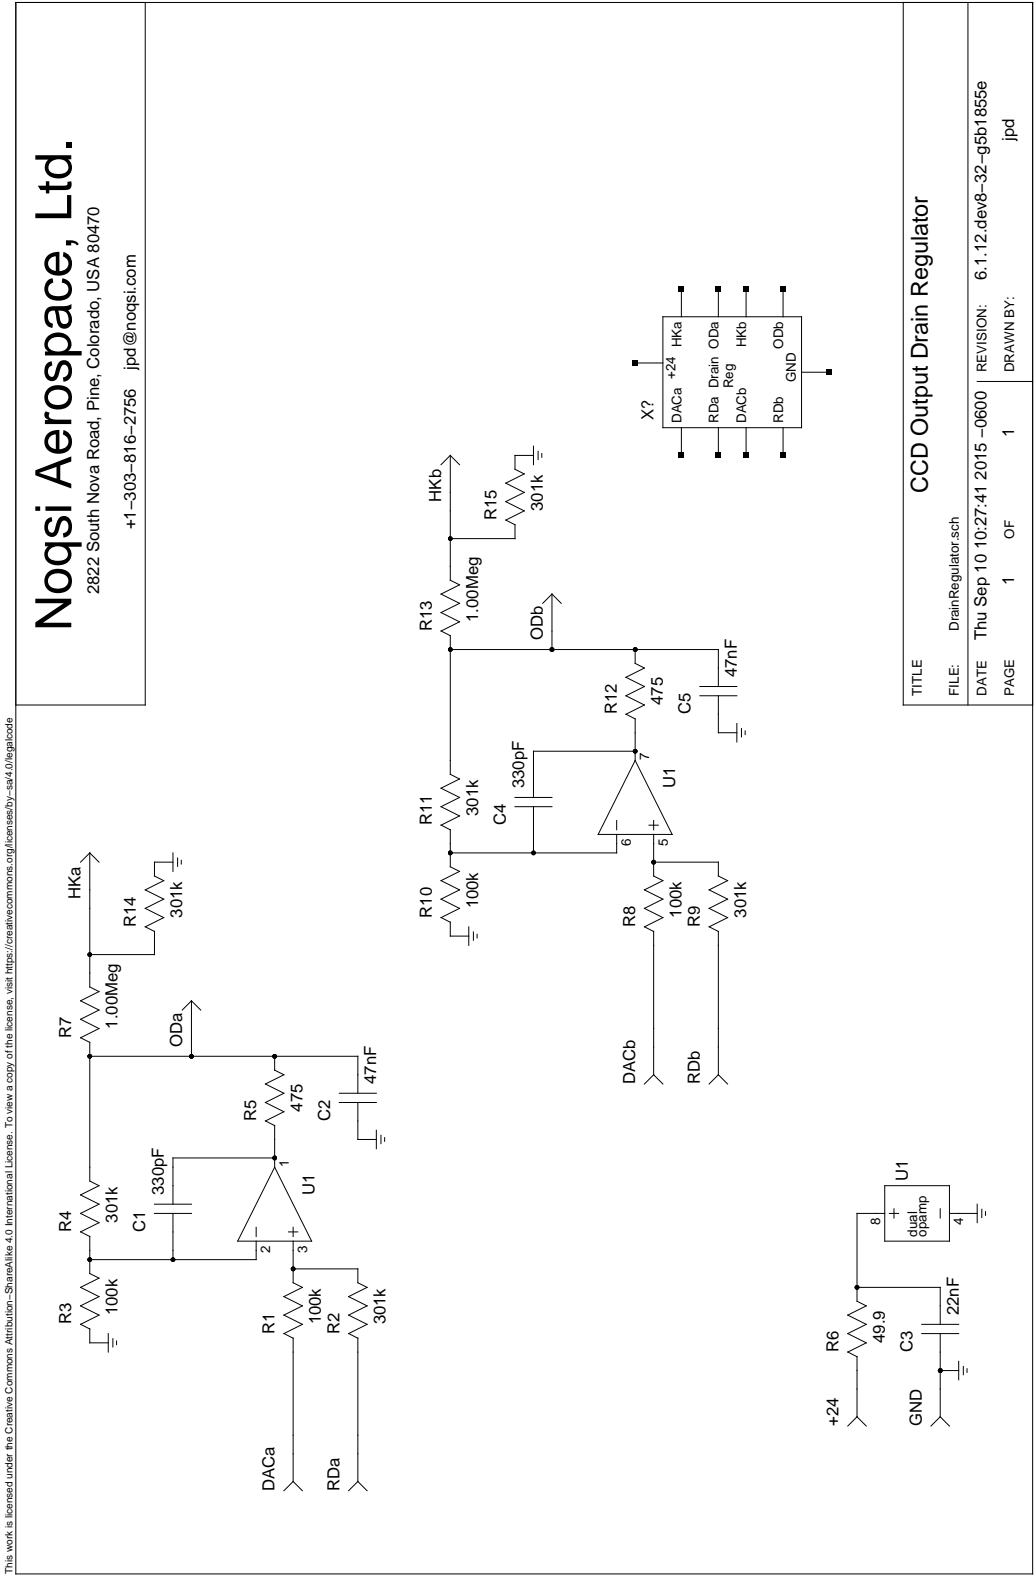 This work is licensed under the Creative Commons Attribution−ShareAlike 4.0 International License. To view a copy of the license, visit https://creativecommons.org/licenses/by−sa/4.0/legalcode
Noqsi Aerospace, Ltd.
2822 South Nova Road, Pine, Colorado, USA 80470
+1−303−816−2756 jpd@noqsi.com
R3
100k
R4
301k
R7
1.00Meg
HKa
R14
301k
C1
330pF
ODa
R5
475
U1
2
3
1
C2
47nF
DACa
R1
100k
RDa
R2
301k
R10
100k
R11
301k
R13
1.00Meg
HKb
R15
301k
C4
330pF
ODb
R12
475
U1
6
5
7
C5
47nF
DACb
R8
100k
RDb
R9
301k
X?
DACa +24 HKa
RDa Drain ODa
Reg
DACb HKb
RDb ODb
GND
+24
R6
49.9
GND
C3
22nF
U1
8
+
dual
opamp
−
4
TITLE
CCD Output Drain Regulator
FILE: DrainRegulator.sch
DATE Thu Sep 10 10:27:41 2015 −0600
REVISION: 6.1.12.dev8−32−g5b1855e
PAGE 1 OF 1
DRAWN BY: jpd